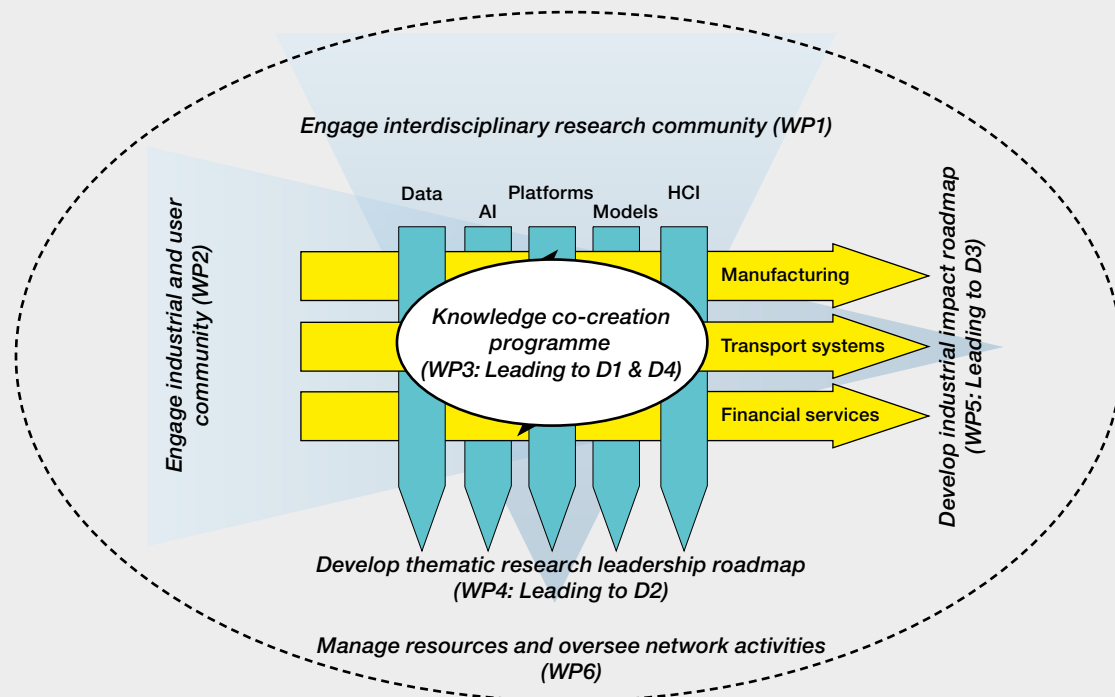 Engage interdisciplinary research community (WP1)
Data
AI
Platforms
Models
HCI
Engage industrial and user
community (WP2)
Manufacturing
Transport systems
Financial services
Knowledge co-creation
programme
(WP3: Leading to D1 & D4)
Develop industrial impact roadmap
(WP5: Leading to D3)
Develop thematic research leadership roadmap
(WP4: Leading to D2)
Manage resources and oversee network activities
(WP6)